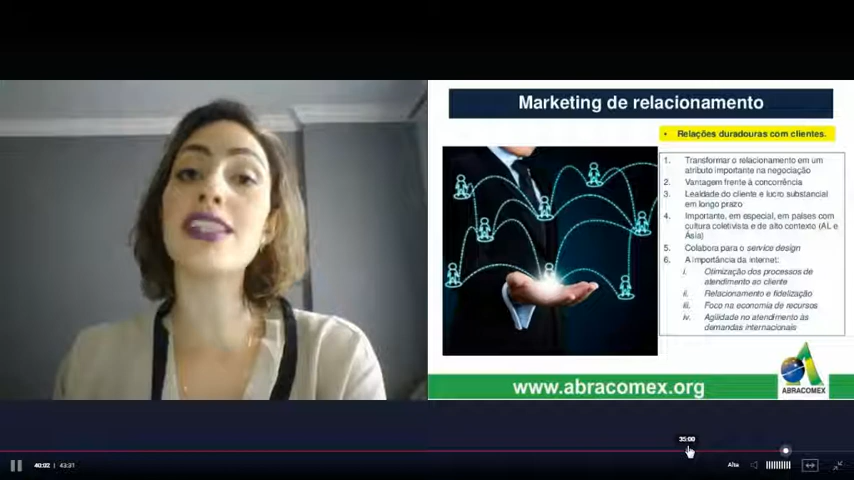 Marketing de relacionamento
• Relações duradouras com clientes.
1. Transformar o relacionamento em um
atributo importante na negociação
2. Vantagem frente à concorrência
3. Lealdade do cliente e lucro substancial
em longo prazo
4. Importante, em especial, em países com
cultura coletivista e de alto contexto (AL e
Ásia)
5. Colabora para o service design
6. A importância da internet:
i. Otimização dos processos de
atendimento ao cliente
ii. Relacionamento e fidelização
iii. Foco na economia de recursos
iv. Agilidade no atendimento às
demandas internacionais
www.abracomex.org
ABRACOMEX
35:00
40:02 | 43:31
Alta